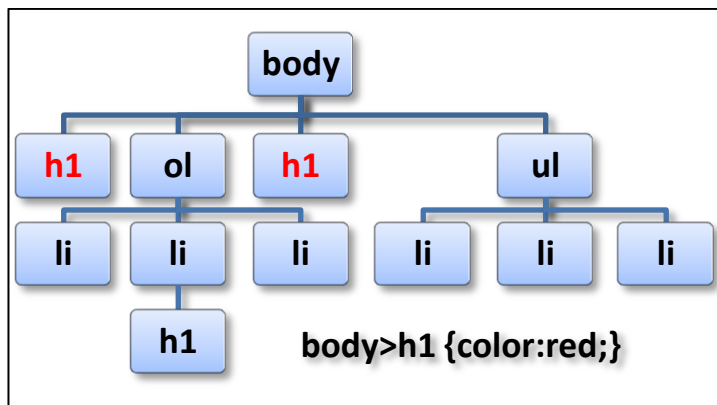 body
h1 ol h1 ul
li li li li li li
h1
body>h1 {color:red;}